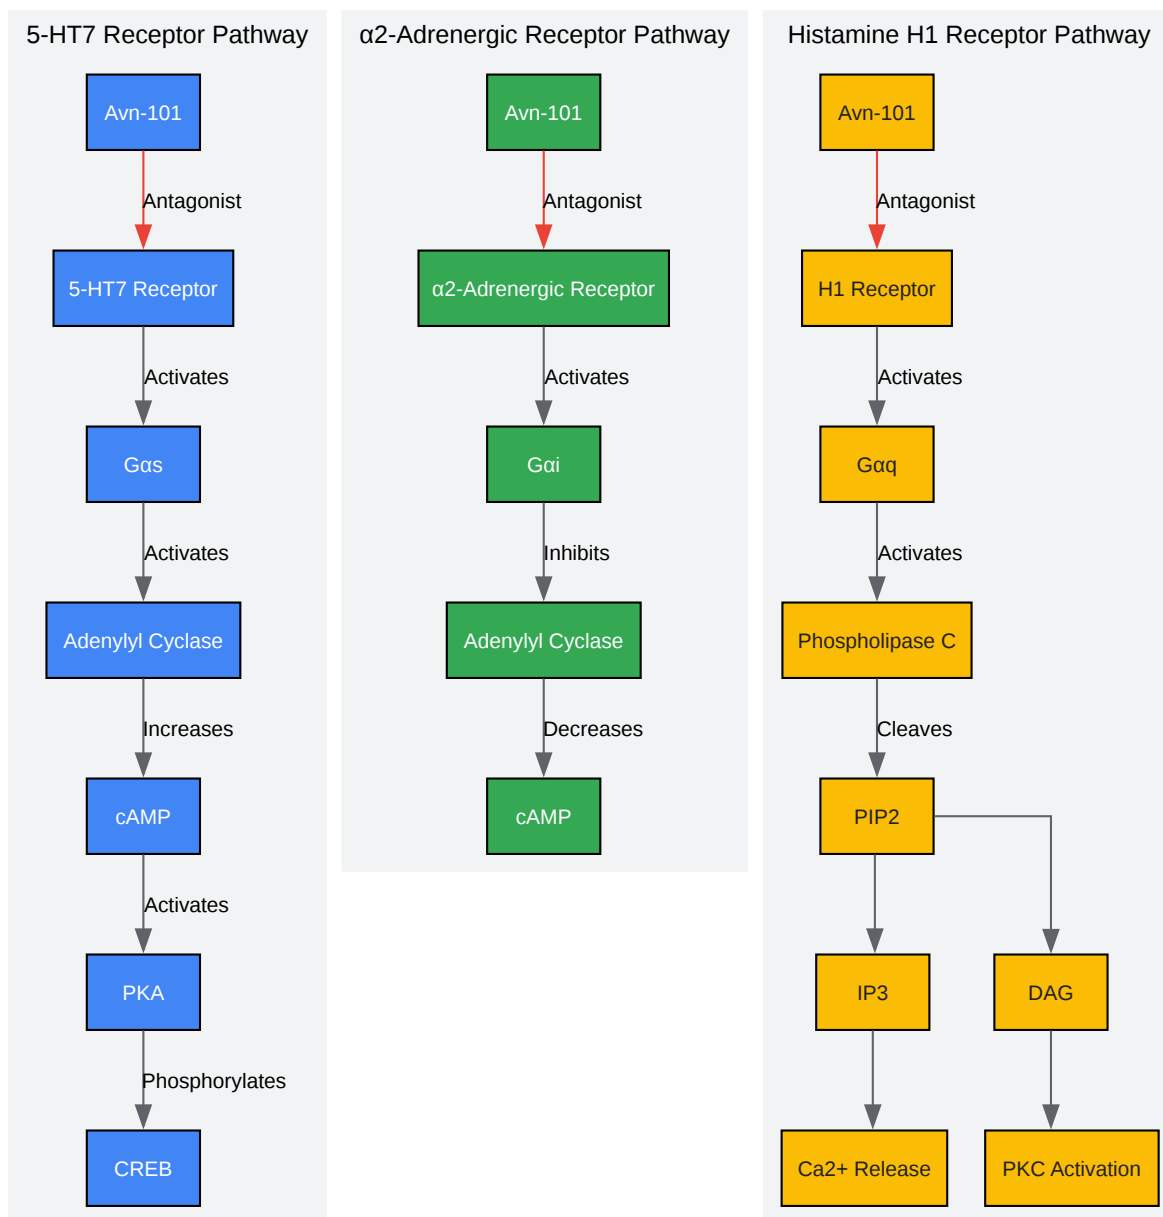 5-HT7 Receptor Pathway
Avn-101
Antagonist
5-HT7 Receptor
Activates
Gαs
Activates
Adenylyl Cyclase
Increases
cAMP
Activates
PKA
Phosphorylates
CREB
α2-Adrenergic Receptor Pathway
Avn-101
Antagonist
α2-Adrenergic Receptor
Activates
Gαi
Inhibits
Adenylyl Cyclase
Decreases
cAMP
Histamine H1 Receptor Pathway
Avn-101
Antagonist
H1 Receptor
Activates
Gαq
Activates
Phospholipase C
Cleaves
PIP2
IP3
DAG
Ca2+ Release
PKC Activation